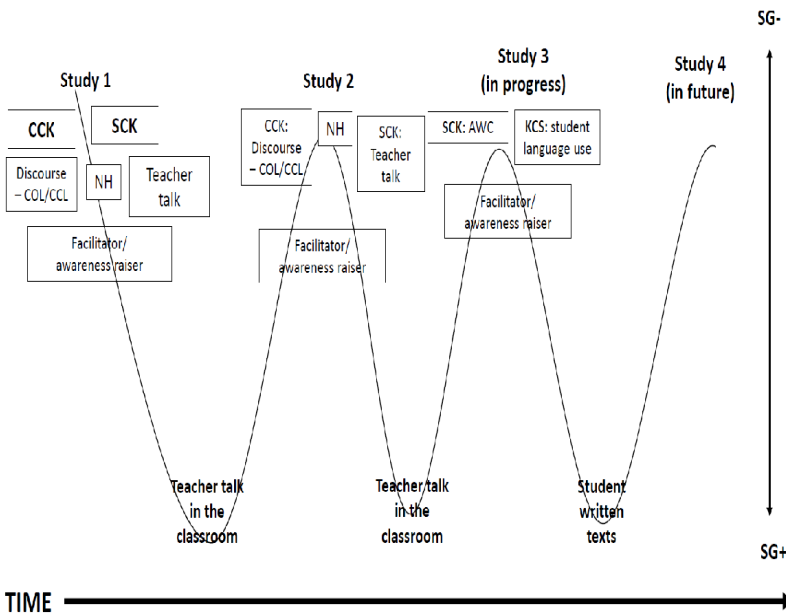 SG-
Study 1
Study 2
Study 3
(in progress)
Study 4
(in future)
CCK
SCK
Discourse
– COL/CCL
NH
Teacher
talk
Facilitator/
awareness raiser
CCK:
Discourse
– COL/CCL
NH
SCK:
Teacher
talk
Facilitator/
awareness raiser
SCK: AWC
KCS: student
language use
Facilitator/
awareness raiser
Teacher talk
in the
classroom
Teacher talk
in the
classroom
Student
written
texts
SG+
TIME